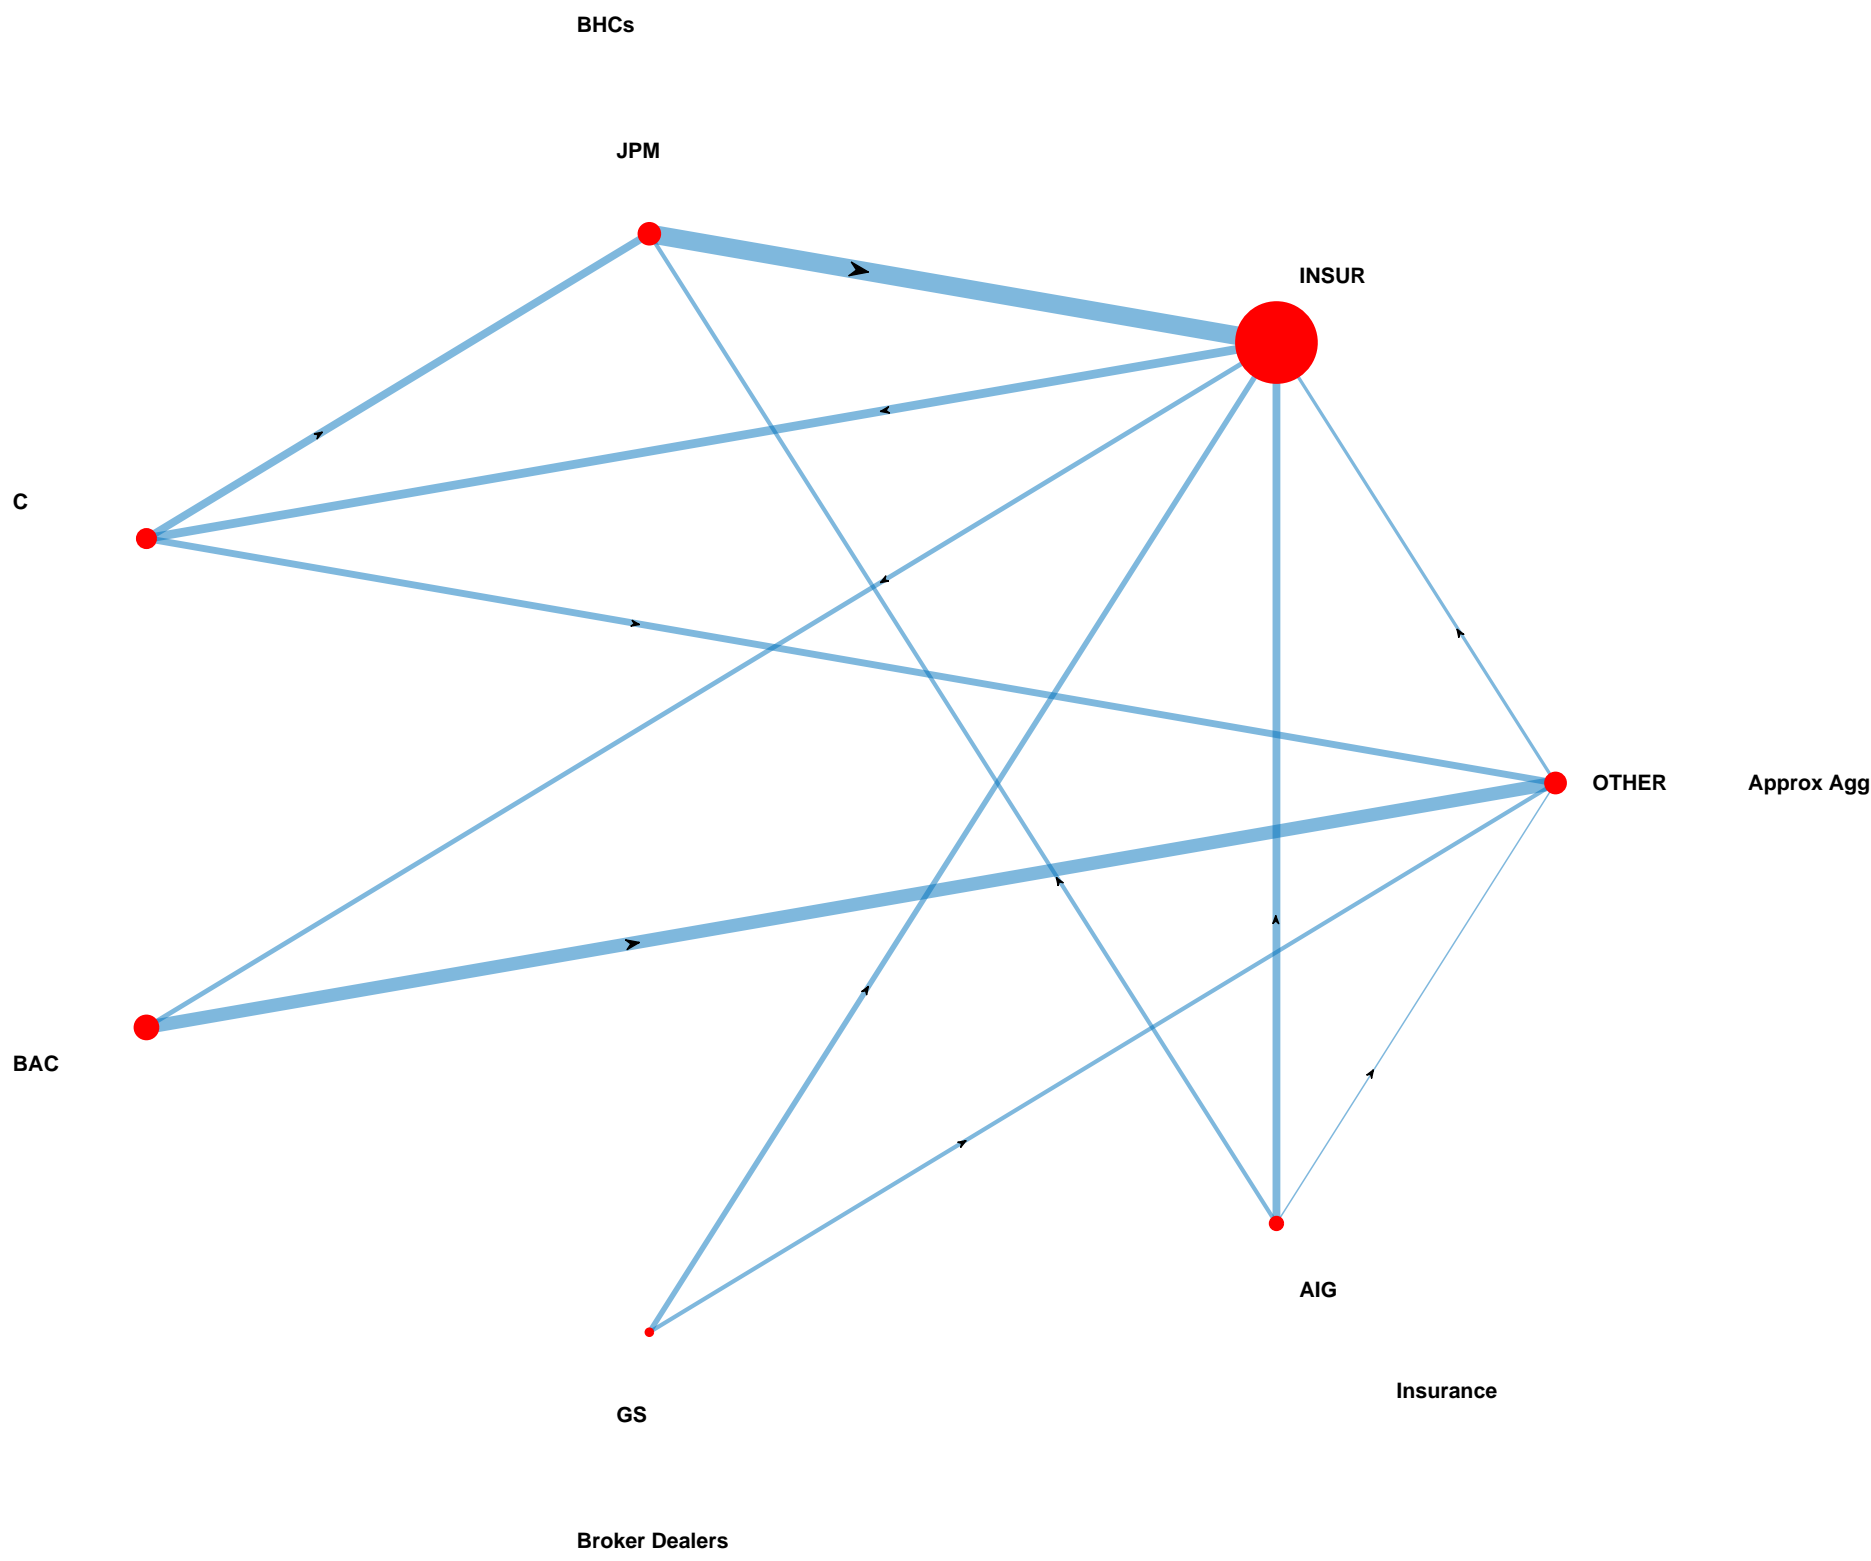 BHCs
JPM
INSUR
C
OTHER
Approx Agg
BAC
AIG
Insurance
GS
Broker Dealers